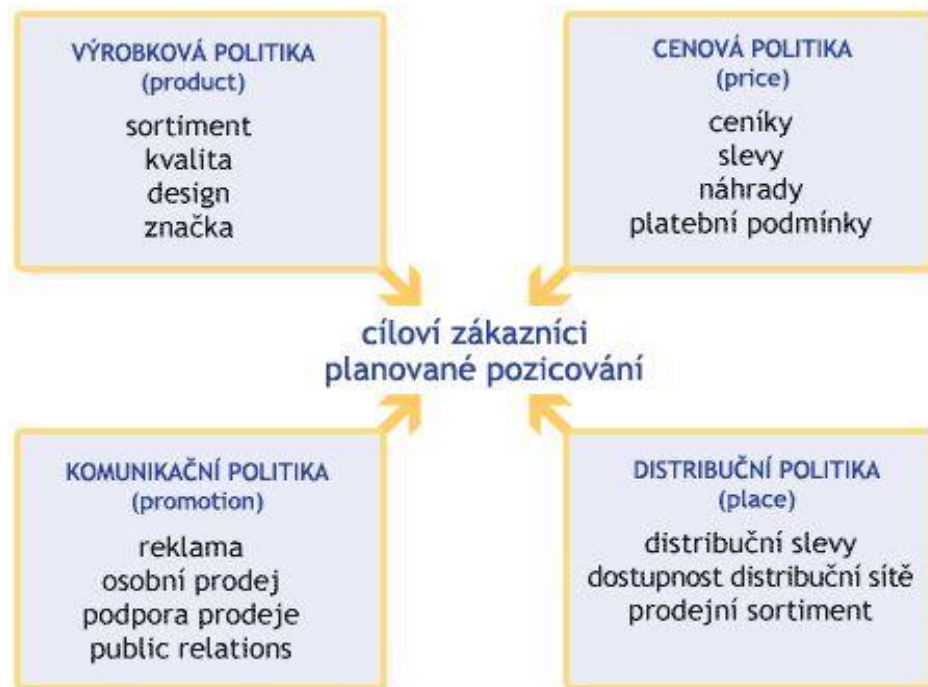 VÝROBKOVÁ POLITIKA
(product)
sortiment
kvalita
design
značka
CENOVÁ POLITIKA
(price)
ceníky
slevy
náhrady
platební podmínky
cíloví zákazníci
planované pozicování
KOMUNIKAČNÍ POLITIKA
(promotion)
reklama
osobní prodej
podpora prodeje
public relations
DISTRIBUČNÍ POLITIKA
(place)
distribuční slevy
dostupnost distribuční sítě
prodejní sortiment